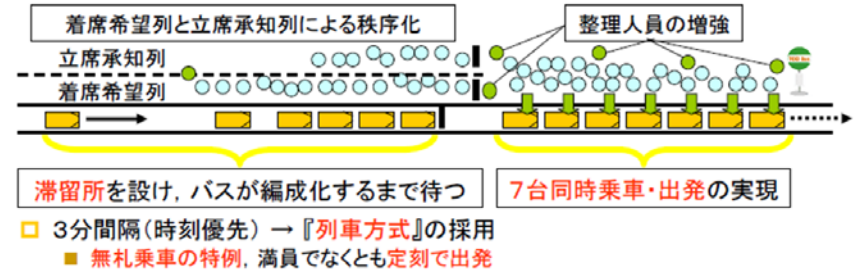 着席希望列と立席承知列による秩序化
整理人員の増強
立席承知列
着席希望列
滞留所を設け，バスが編成化するまで待つ
７台同時乗車・出発の実現
３分間隔（時刻優先） → 『列車方式』の採用
無札乗車の特例，満員でなくとも定刻で出発